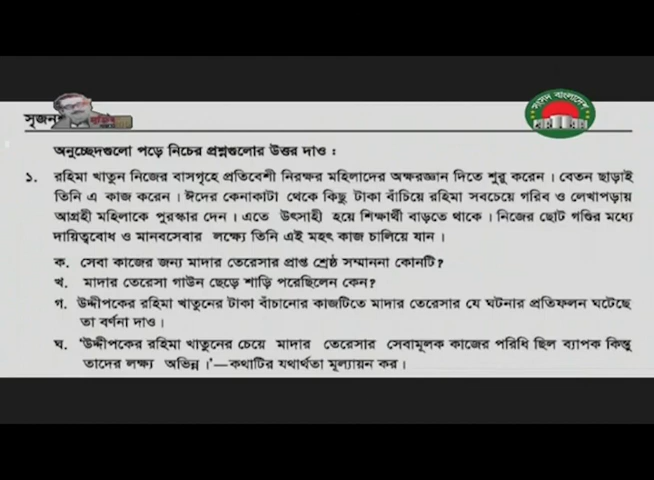 সৃজন
সংসদ বাংলাদেশ
অনুচ্ছেদগুলো পড়ে নিচের প্রশ্নগুলোর উত্তর দাও :
১. রহিমা খাতুন নিজের বাসগৃহে প্রতিবেশী নিরক্ষর মহিলাদের অক্ষরজ্ঞান দিতে শুরু করেন। বেতন ছাড়াই
তিনি এ কাজ করেন। ঈদের কেনাকাটা থেকে কিছু টাকা বাঁচিয়ে রহিমা সবচেয়ে গরিব ও লেখাপড়ায়
আগ্রহী মহিলাকে পুরস্কার দেন। এতে উৎসাহী হয়ে শিক্ষার্থী বাড়তে থাকে। নিজের ছোট গণ্ডির মধ্যে
দায়িত্ববোধ ও মানবসেবার লক্ষ্যে তিনি এই মহৎ কাজ চালিয়ে যান।
ক. সেবা কাজের জন্য মাদার তেরেসার প্রাপ্ত শ্রেষ্ঠ সম্মাননা কোনটি?
খ. মাদার তেরেসা গাউন ছেড়ে শাড়ি পরেছিলেন কেন?
গ. উদ্দীপকের রহিমা খাতুনের টাকা বাঁচানোর কাজটিতে মাদার তেরেসার যে ঘটনার প্রতিফলন ঘটেছে
তা বর্ণনা দাও।
ঘ. 'উদ্দীপকের রহিমা খাতুনের চেয়ে মাদার তেরেসার সেবামূলক কাজের পরিধি ছিল ব্যাপক কিন্তু
তাদের লক্ষ্য অভিন্ন।'—কথাটির যথার্থতা মূল্যায়ন কর।